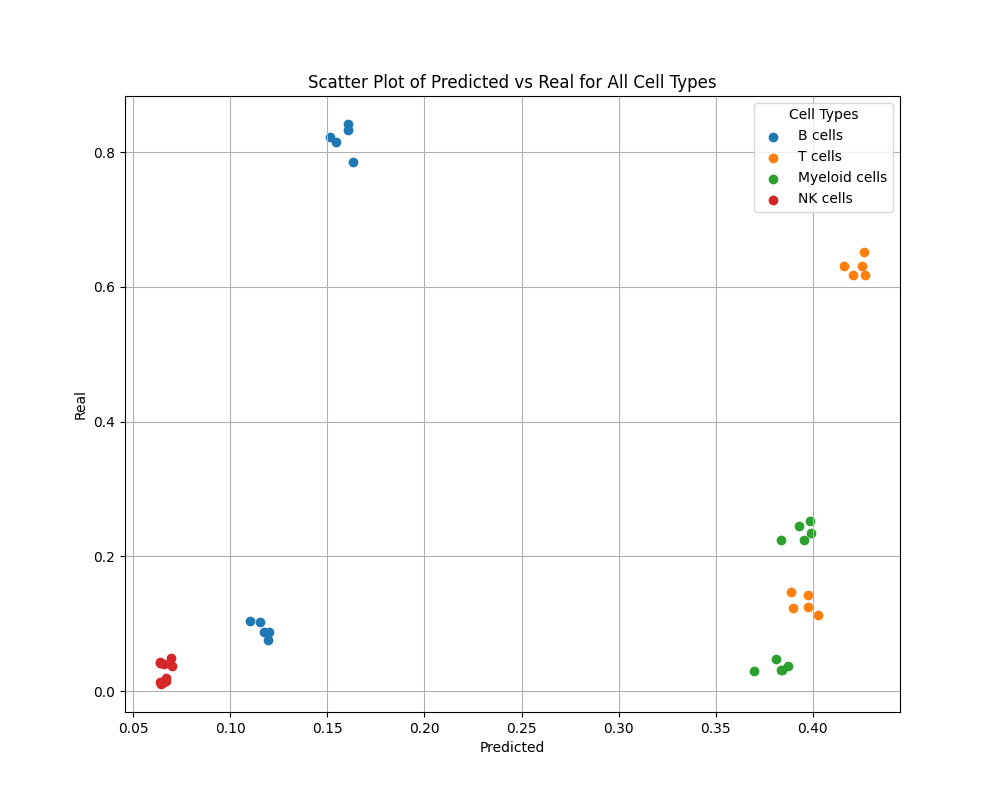 Scatter Plot of Predicted vs Real for All Cell Types
Cell Types
B cells
T cells
Myeloid cells
NK cells
0.8
0.6
0.4
0.2
0.0
Real
0.05 0.10 0.15 0.20 0.25 0.30 0.35 0.40
Predicted